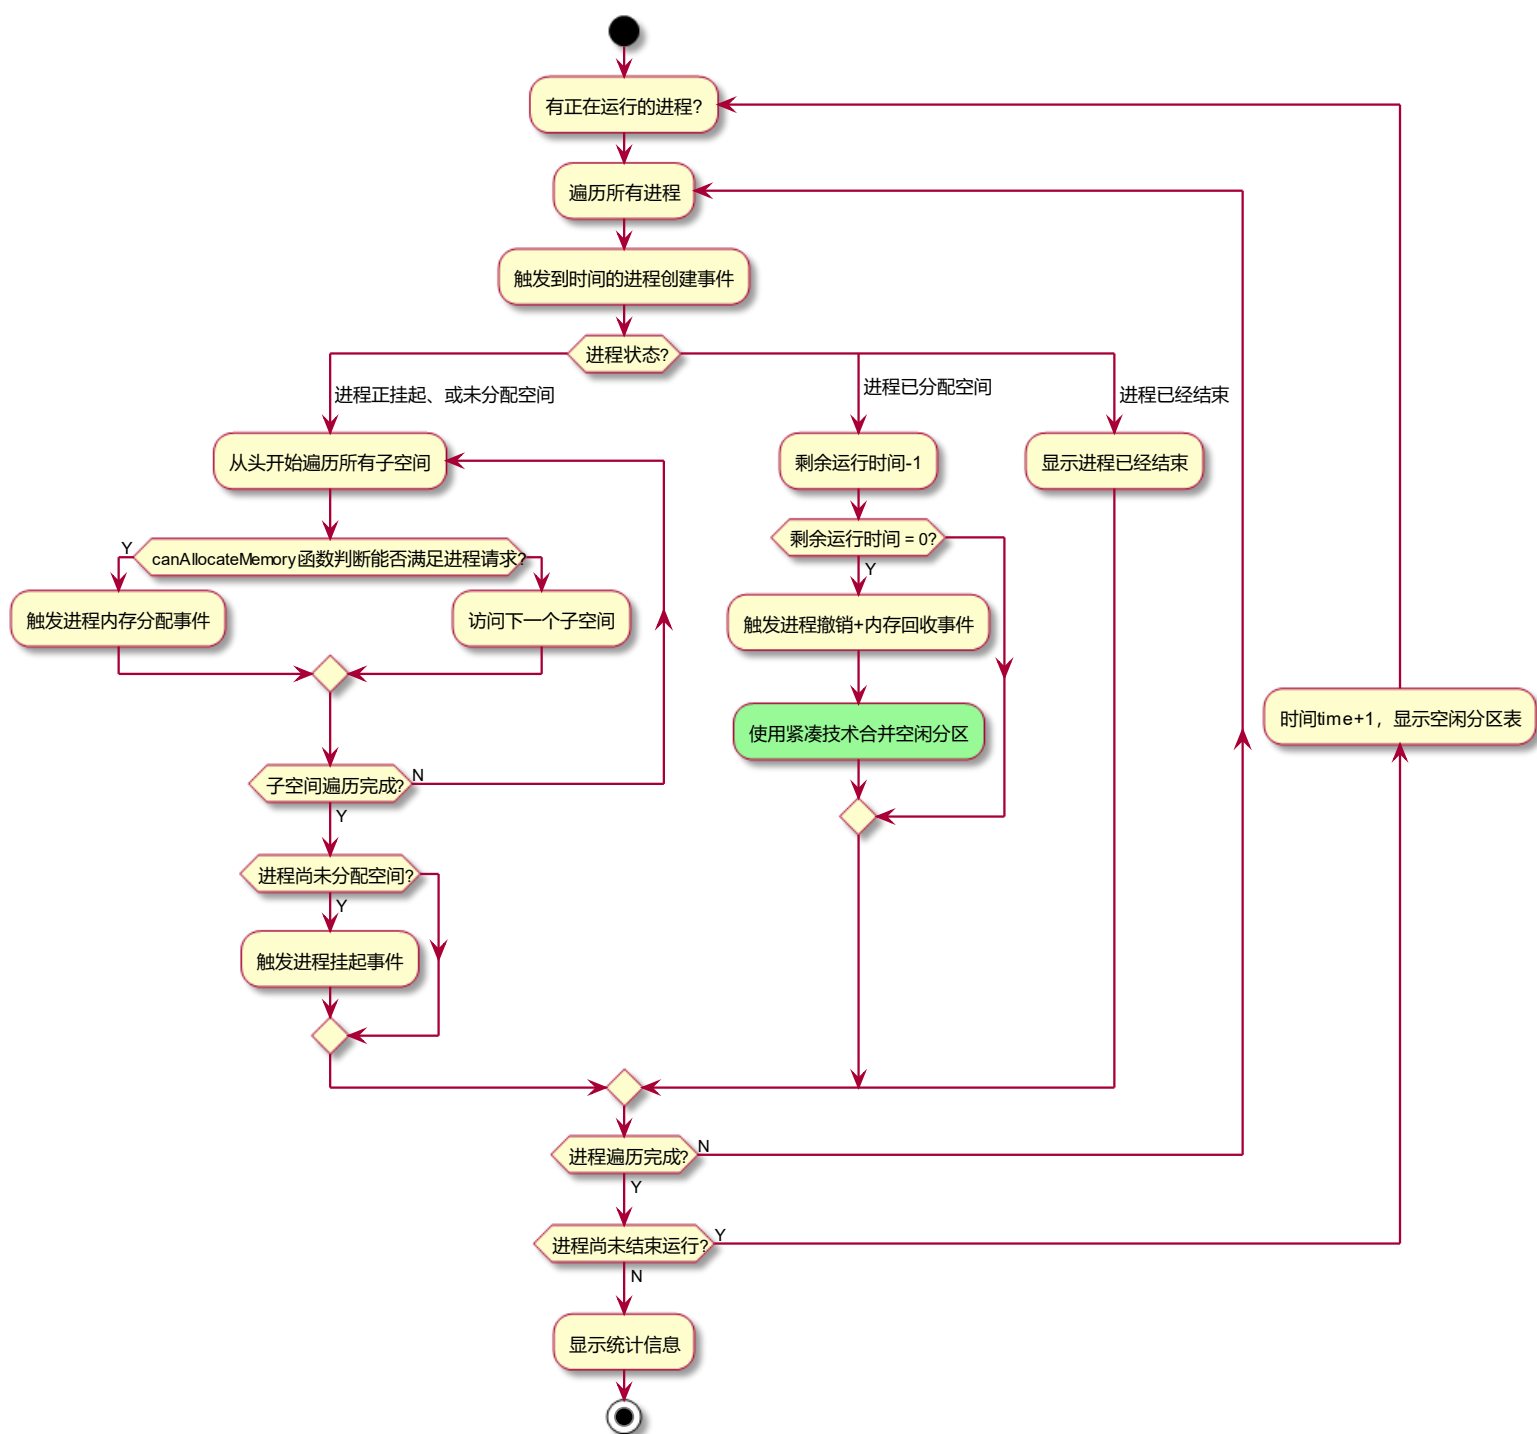 有正在运行的进程?
遍历所有进程
触发到时间的进程创建事件
进程状态?
进程正挂起、或未分配空间
从头开始遍历所有子空间
canAllocateMemory函数判断能否满足进程请求?
Y
触发进程内存分配事件
访问下一个子空间
子空间遍历完成?
N
Y
进程尚未分配空间?
Y
触发进程挂起事件
进程已分配空间
剩余运行时间-1
剩余运行时间 = 0?
Y
触发进程撤销+内存回收事件
使用紧凑技术合并空闲分区
进程已经结束
显示进程已经结束
进程遍历完成?
N
Y
进程尚未结束运行?
Y
时间time+1，显示空闲分区表
N
显示统计信息